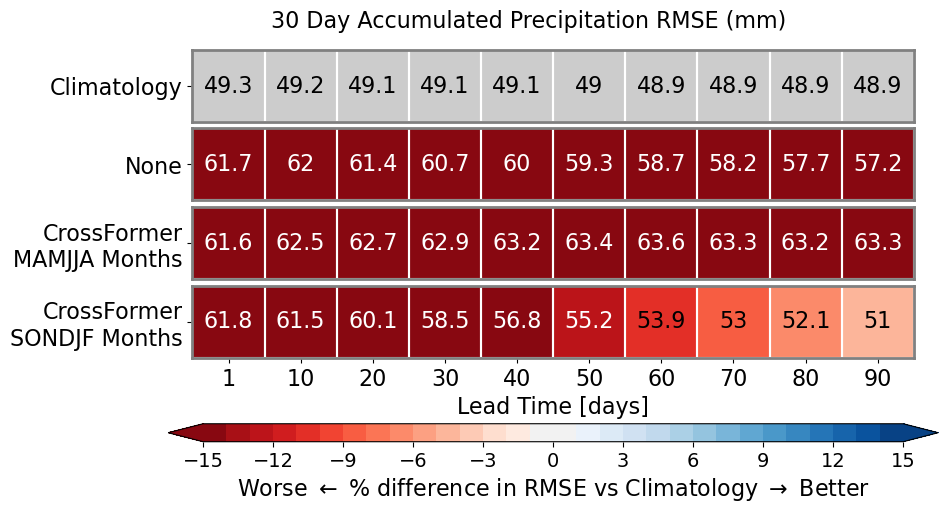 30 Day Accumulated Precipitation RMSE (mm)
Climatology 49.3 49.2 49.1 49.1 49.1 49 48.9 48.9 48.9 48.9
None 61.7 62 61.4 60.7 60 59.3 58.7 58.2 57.7 57.2
CrossFormer
MAMJJA Months 61.6 62.5 62.7 62.9 63.2 63.4 63.6 63.3 63.2 63.3
CrossFormer
SONDJF Months 61.8 61.5 60.1 58.5 56.8 55.2 53.9 53 52.1 51
1 10 20 30 40 50 60 70 80 90
Lead Time [days]
−15 −12 −9 −6 −3 0 3 6 9 12 15
Worse ← % difference in RMSE vs Climatology → Better